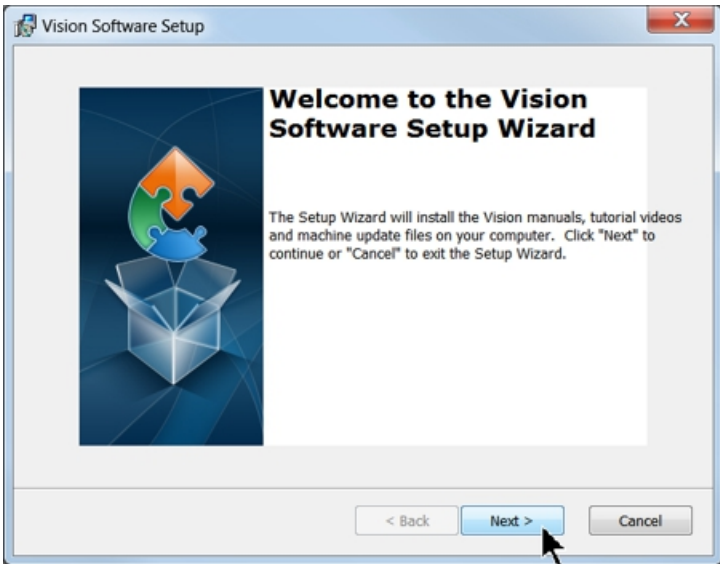 Vision Software Setup
Welcome to the Vision
Software Setup Wizard
The Setup Wizard will install the Vision manuals, tutorial videos
and machine update files on your computer.  Click "Next" to
continue or "Cancel" to exit the Setup Wizard.
< Back
Next >
Cancel